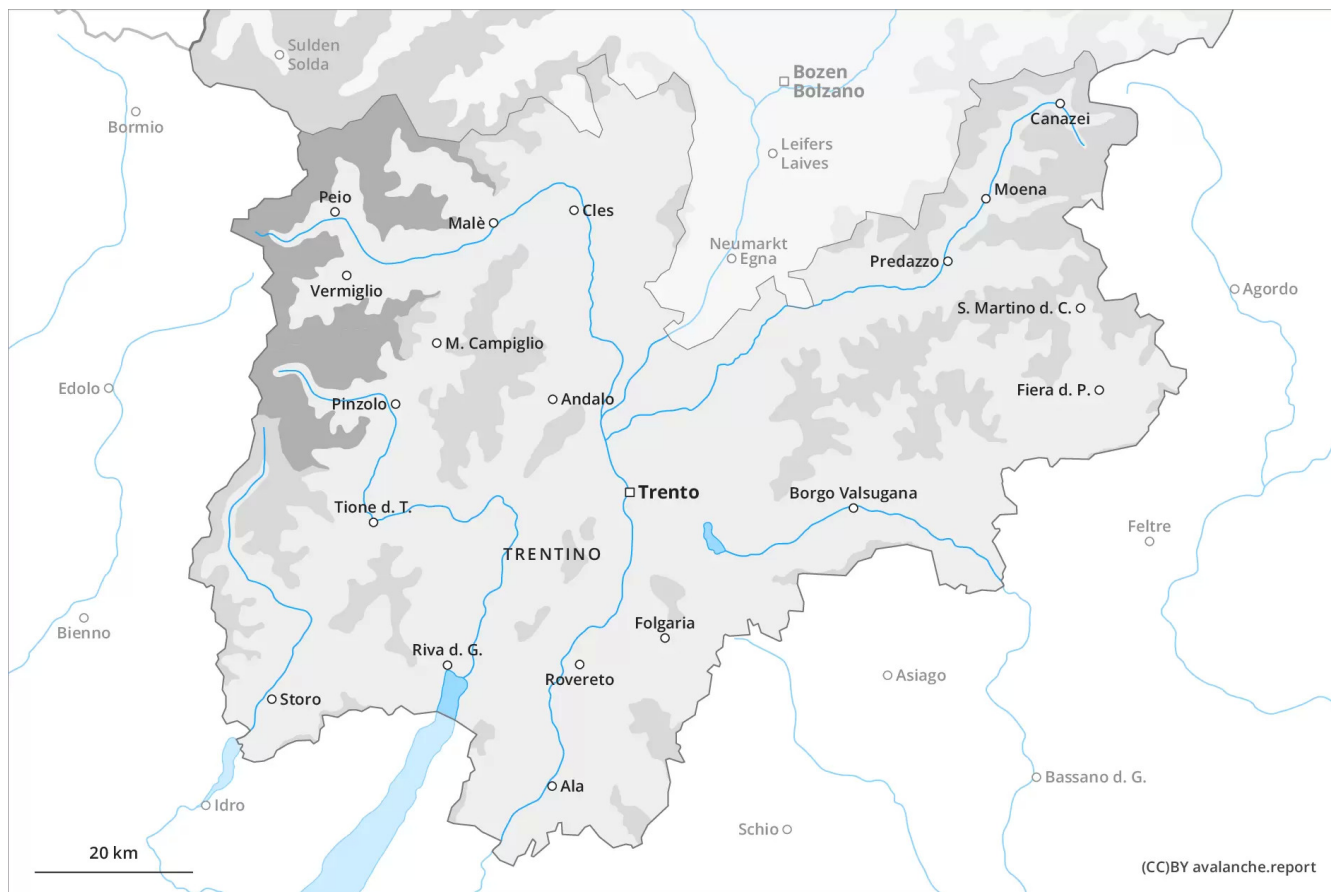 Sulden
Solda
Bozen
Bolzano
Bormio
Canazei
Leifers
Laives
Peio
Moena
Malè
Cles
Neumarkt
Egna
Predazzo
Vermiglio
Agordo
S. Martino d. C.
M. Campiglio
Edolo
Fiera d. P.
Pinzolo
Andalo
Trento
Borgo Valsugana
Tione d. T.
Feltre
TRENTINO
Bienno
Folgaria
Riva d. G.
Asiago
Rovereto
Storo
Bassano d. G.
Ala
Idro
Schio
20 km
(CC)BY avalanche.report